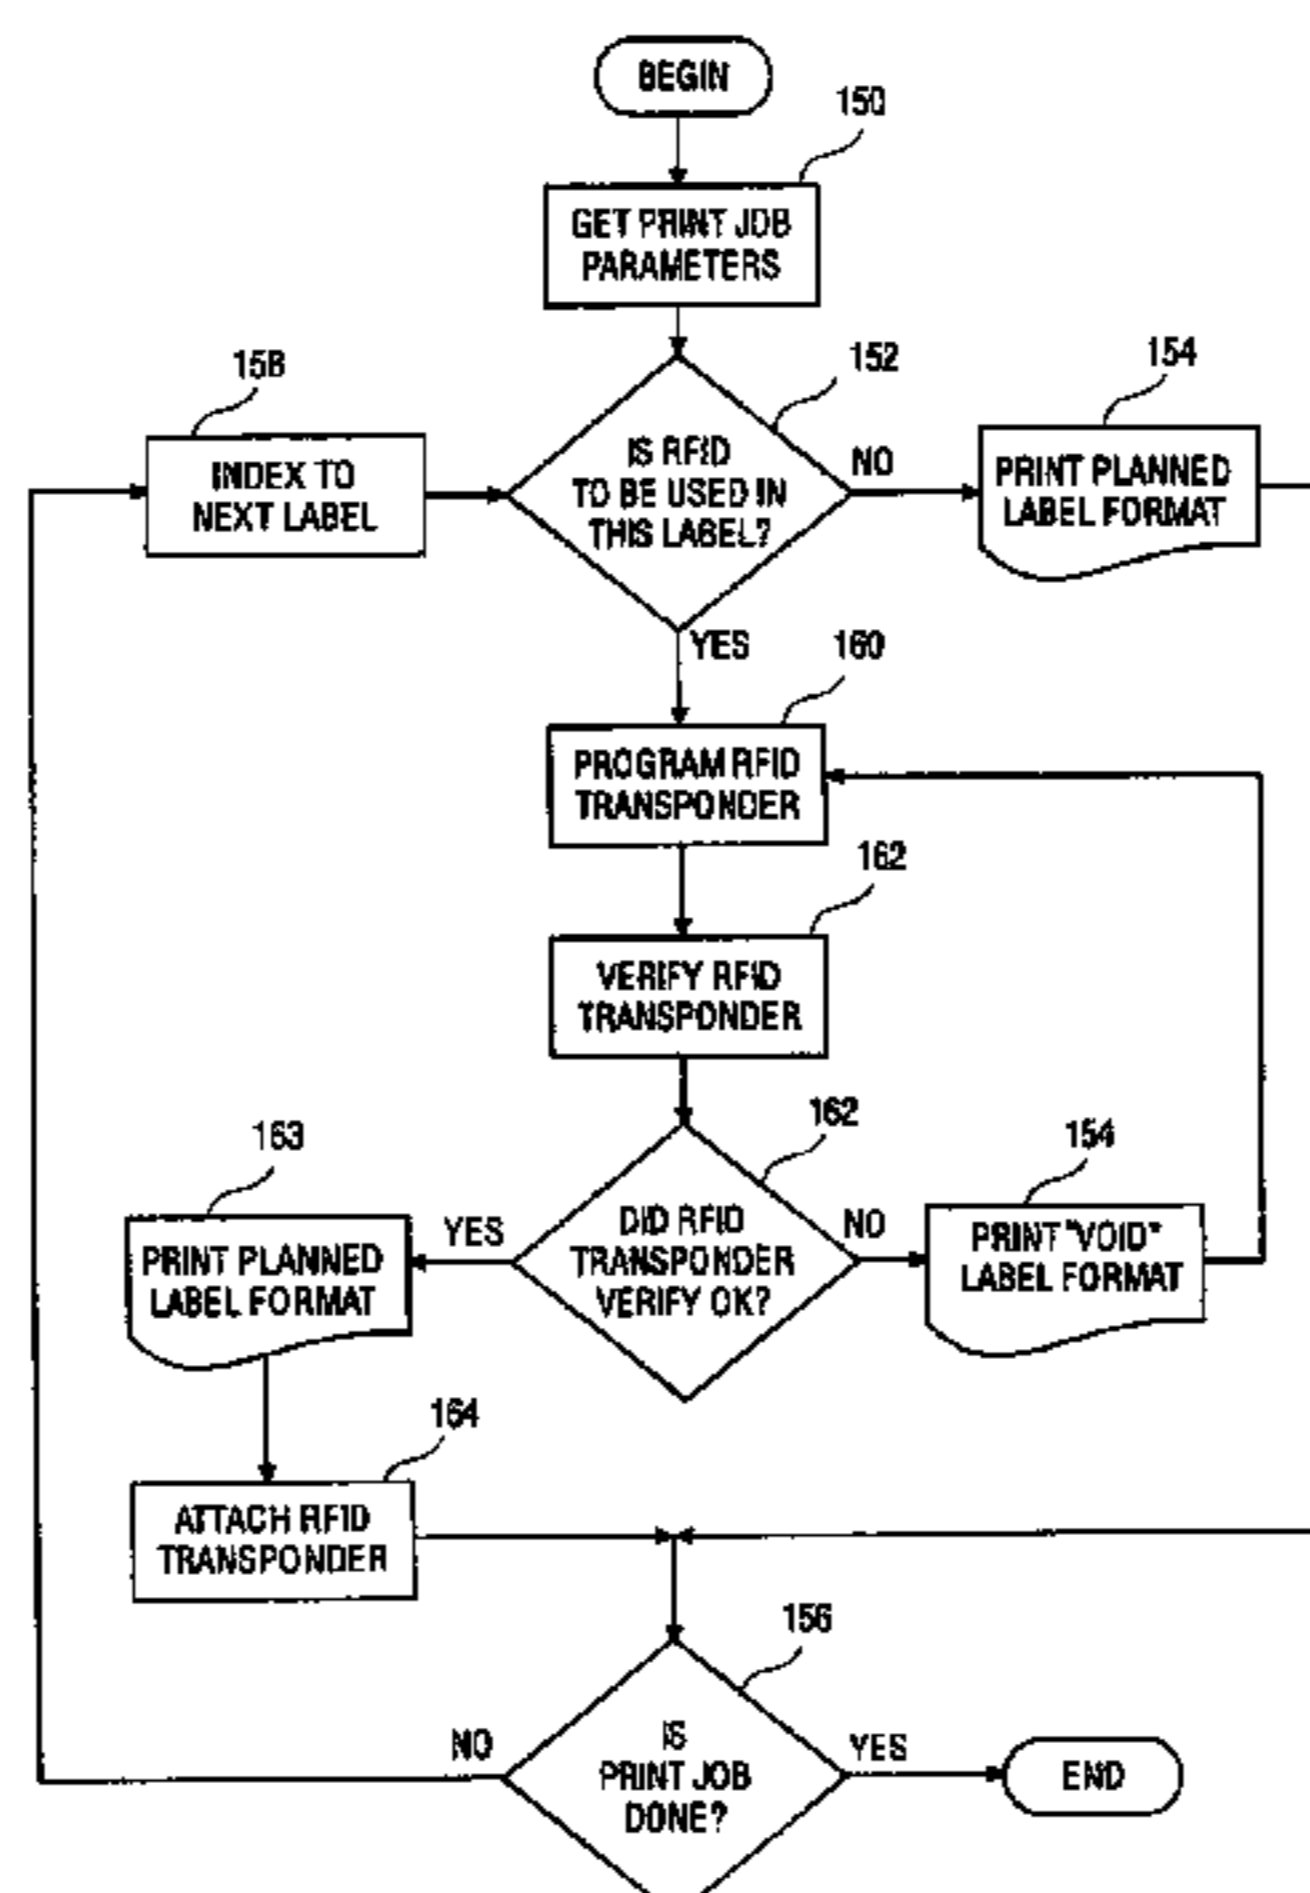 BEGIN
150
GET PRINT JOB
PARAMETERS
158
152
154
INDEX TO
NEXT LABEL
IS RFID
TO BE USED IN
THIS LABEL?
NO
PRINT PLANNED
LABEL FORMAT
YES
160
PROGRAM RFID
TRANSPONDER
162
VERIFY RFID
TRANSPONDER
163
162
154
YES
DID RFID
TRANSPONDER
VERIFY OK?
NO
PRINT PLANNED
LABEL FORMAT
PRINT "VOID"
LABEL FORMAT
164
ATTACH RFID
TRANSPONDER
156
NO
IS
PRINT JOB
DONE?
YES
END